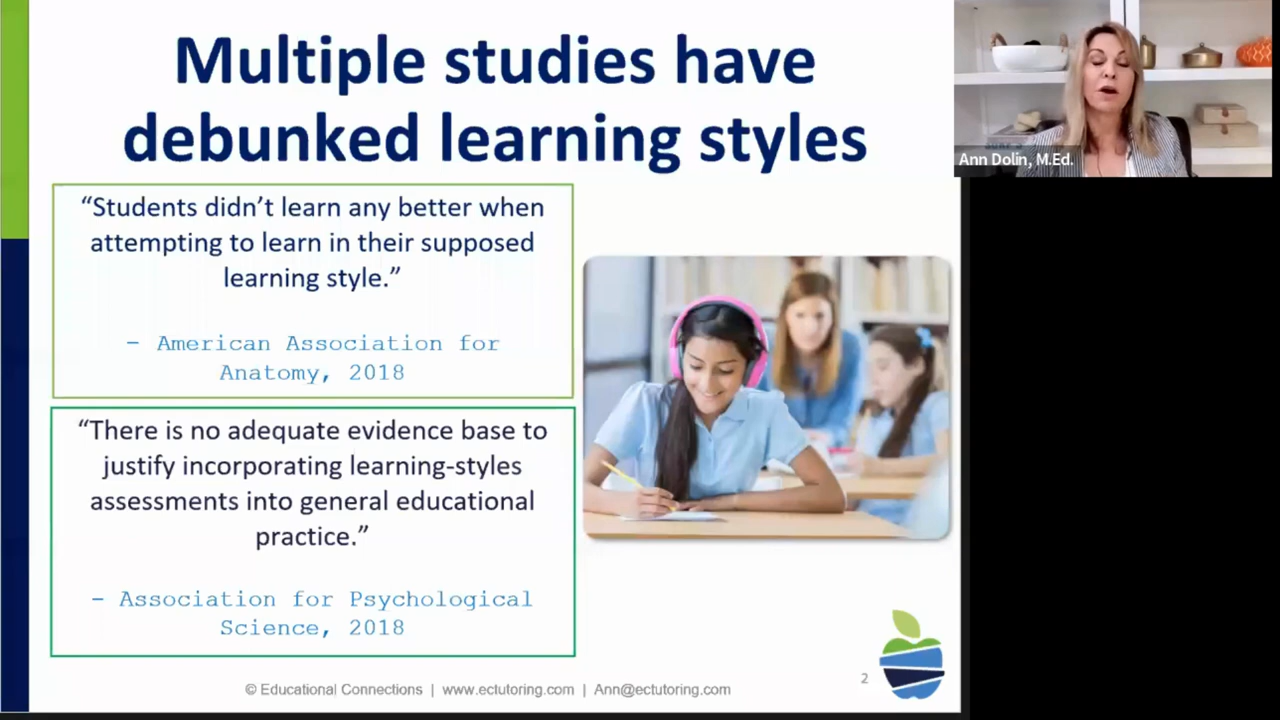 Multiple studies have
debunked learning styles
“Students didn’t learn any better when
attempting to learn in their supposed
learning style.”
- American Association for
Anatomy, 2018
“There is no adequate evidence base to
justify incorporating learning-styles
assessments into general educational
practice.”
- Association for Psychological
Science, 2018
© Educational Connections | www.ectutoring.com | Ann@ectutoring.com
2
Ann Dolin, M.Ed.